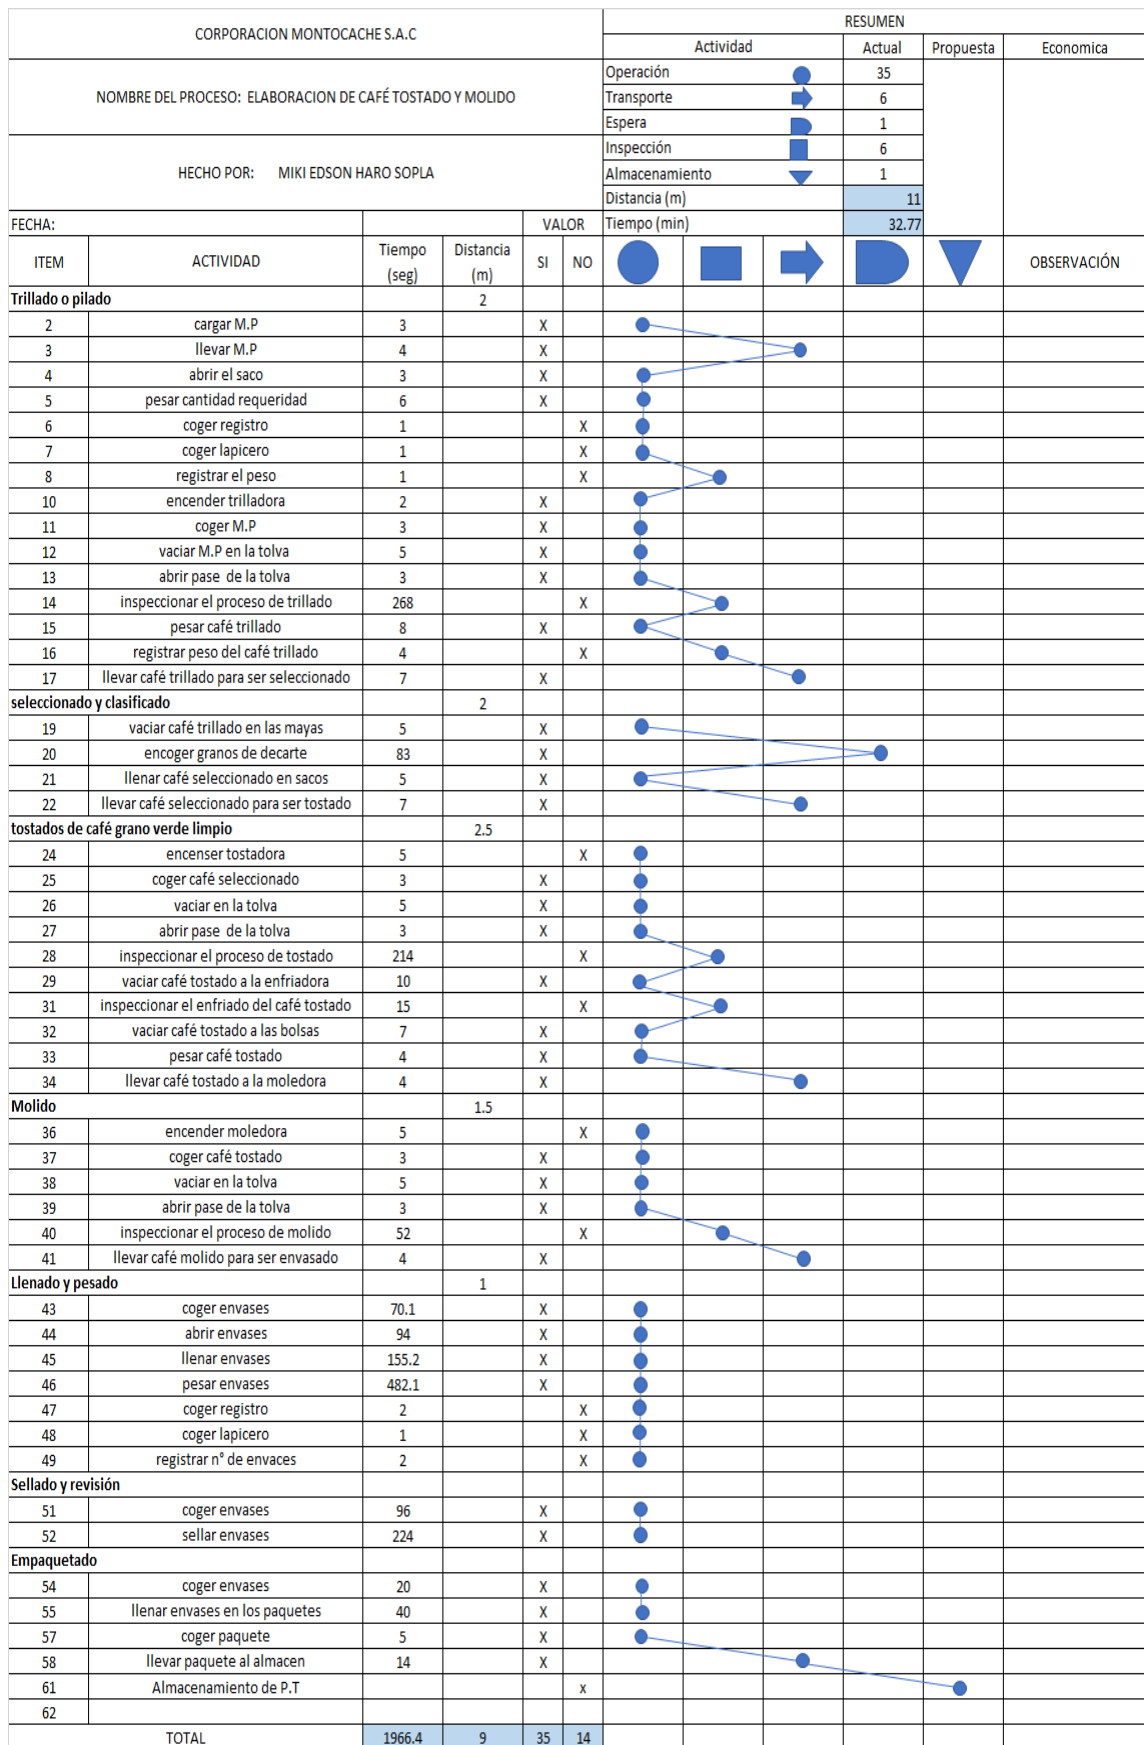 CORPORACION MONTOCACHE S.A.C
RESUMEN
Actividad Actual Propuesta Economica
NOMBRE DEL PROCESO: ELABORACION DE CAFÉ TOSTADO Y MOLIDO
Operación 35
Transporte 6
Espera 1
HECHO POR: MIKI EDSON HARO SOPLA
Inspección 6
Almacenamiento 1
Distancia (m) 11
FECHA: VALOR Tiempo (min) 32.77
ITEM ACTIVIDAD Tiempo (seg) Distancia (m) SI NO OBSERVACIÓN
Trillado o pilado 2
2 cargar M.P 3 X
3 llevar M.P 4 X
4 abrir el saco 3 X
5 pesar cantidad requeridad 6 X
6 coger registro 1 X
7 coger lapicero 1 X
8 registrar el peso 1 X
10 encender trilladora 2 X
11 coger M.P 3 X
12 vaciar M.P en la tolva 5 X
13 abrir pase de la tolva 3 X
14 inspeccionar el proceso de trillado 268 X
15 pesar café trillado 8 X
16 registrar peso del café trillado 4 X
17 llevar café trillado para ser seleccionado 7 X
seleccionado y clasificado 2
19 vaciar café trillado en las mayas 5 X
20 encoger granos de decarte 83 X
21 llenar café seleccionado en sacos 5 X
22 llevar café seleccionado para ser tostado 7 X
tostados de café grano verde limpio 2.5
24 encenser tostadora 5 X
25 coger café seleccionado 3 X
26 vaciar en la tolva 5 X
27 abrir pase de la tolva 3 X
28 inspeccionar el proceso de tostado 214 X
29 vaciar café tostado a la enfriadora 10 X
31 inspeccionar el enfriado del café tostado 15 X
32 vaciar café tostado a las bolsas 7 X
33 pesar café tostado 4 X
34 llevar café tostado a la moledora 4 X
Molido 1.5
36 encender moledora 5 X
37 coger café tostado 3 X
38 vaciar en la tolva 5 X
39 abrir pase de la tolva 3 X
40 inspeccionar el proceso de molido 52 X
41 llevar café molido para ser envasado 4 X
Llenado y pesado 1
43 coger envases 70.1 X
44 abrir envases 94 X
45 llenar envases 155.2 X
46 pesar envases 482.1 X
47 coger registro 2 X
48 coger lapicero 1 X
49 registrar n° de envaces 2 X
Sellado y revisión
51 coger envases 96 X
52 sellar envases 224 X
Empaquetado
54 coger envases 20 X
55 llenar envases en los paquetes 40 X
57 coger paquete 5 X
58 llevar paquete al almacen 14 X
61 Almacenamiento de P.T x
62
TOTAL 1966.4 9 35 14